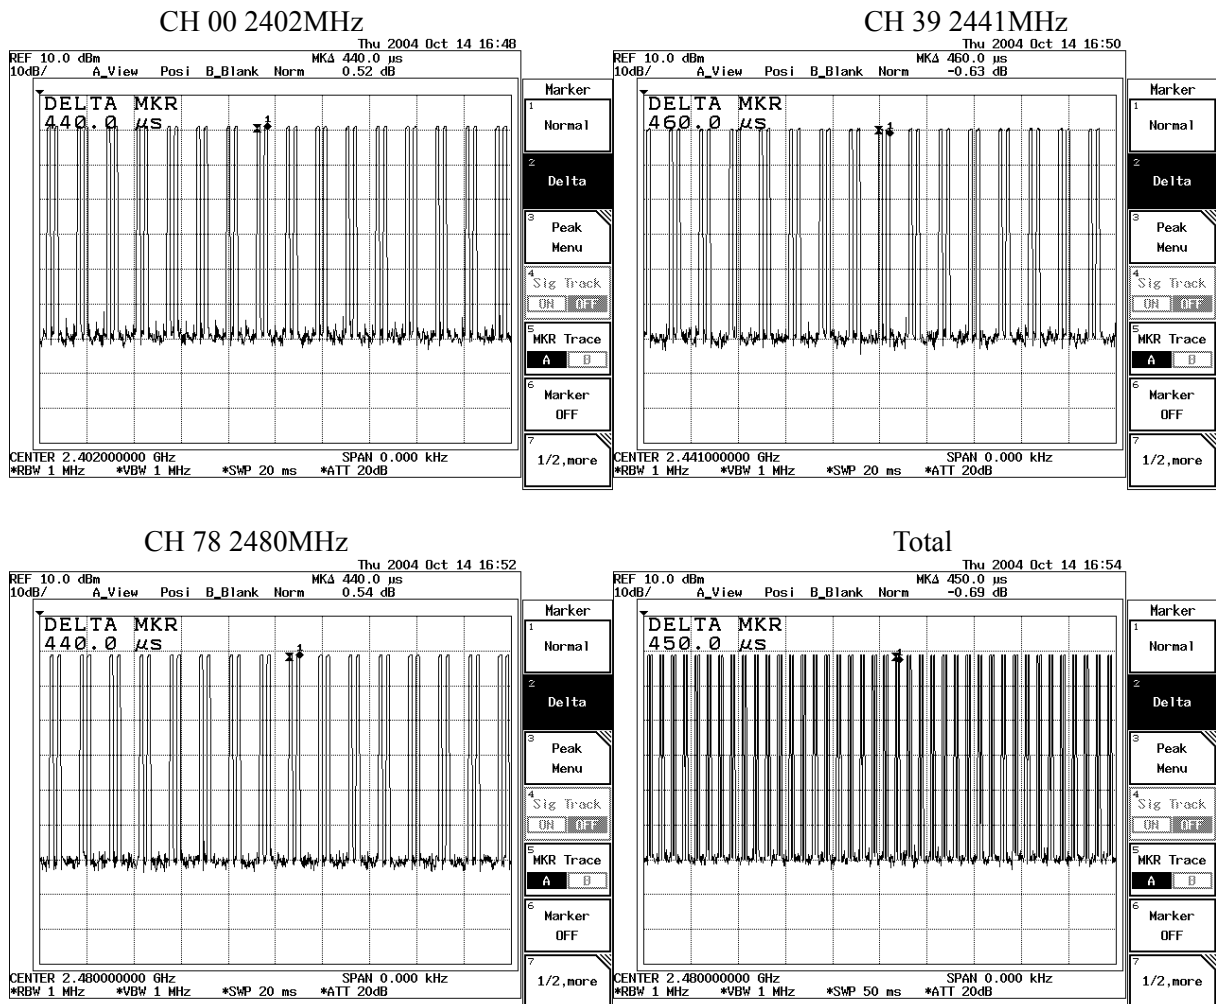 CH 00 2402MHz
Thu 2004 Oct 14 16:48
REF 10.0 dBm MKΔ 440.0 µs
10dB/ A_View Posi B_Blank Norm 0.52 dB
DELTA MKR
440.0 µs
1
Marker
1
Normal
2
Delta
3
Peak
Menu
4
Sig Track
ON OFF
5
MKR Trace
A B
6
Marker
OFF
7
1/2,more
CENTER 2.402000000 GHz SPAN 0.000 kHz
*RBW 1 MHz *VBW 1 MHz *SWP 20 ms *ATT 20dB
CH 39 2441MHz
Thu 2004 Oct 14 16:50
REF 10.0 dBm MKΔ 460.0 µs
10dB/ A_View Posi B_Blank Norm -0.63 dB
DELTA MKR
460.0 µs
1
Marker
1
Normal
2
Delta
3
Peak
Menu
4
Sig Track
ON OFF
5
MKR Trace
A B
6
Marker
OFF
7
1/2,more
CENTER 2.441000000 GHz SPAN 0.000 kHz
*RBW 1 MHz *VBW 1 MHz *SWP 20 ms *ATT 20dB
CH 78 2480MHz
Thu 2004 Oct 14 16:52
REF 10.0 dBm MKΔ 440.0 µs
10dB/ A_View Posi B_Blank Norm 0.54 dB
DELTA MKR
440.0 µs
1
Marker
1
Normal
2
Delta
3
Peak
Menu
4
Sig Track
ON OFF
5
MKR Trace
A B
6
Marker
OFF
7
1/2,more
CENTER 2.480000000 GHz SPAN 0.000 kHz
*RBW 1 MHz *VBW 1 MHz *SWP 20 ms *ATT 20dB
Total
Thu 2004 Oct 14 16:54
REF 10.0 dBm MKΔ 450.0 µs
10dB/ A_View Posi B_Blank Norm -0.69 dB
DELTA MKR
450.0 µs
1
Marker
1
Normal
2
Delta
3
Peak
Menu
4
Sig Track
ON OFF
5
MKR Trace
A B
6
Marker
OFF
7
1/2,more
CENTER 2.480000000 GHz SPAN 0.000 kHz
*RBW 1 MHz *VBW 1 MHz *SWP 50 ms *ATT 20dB